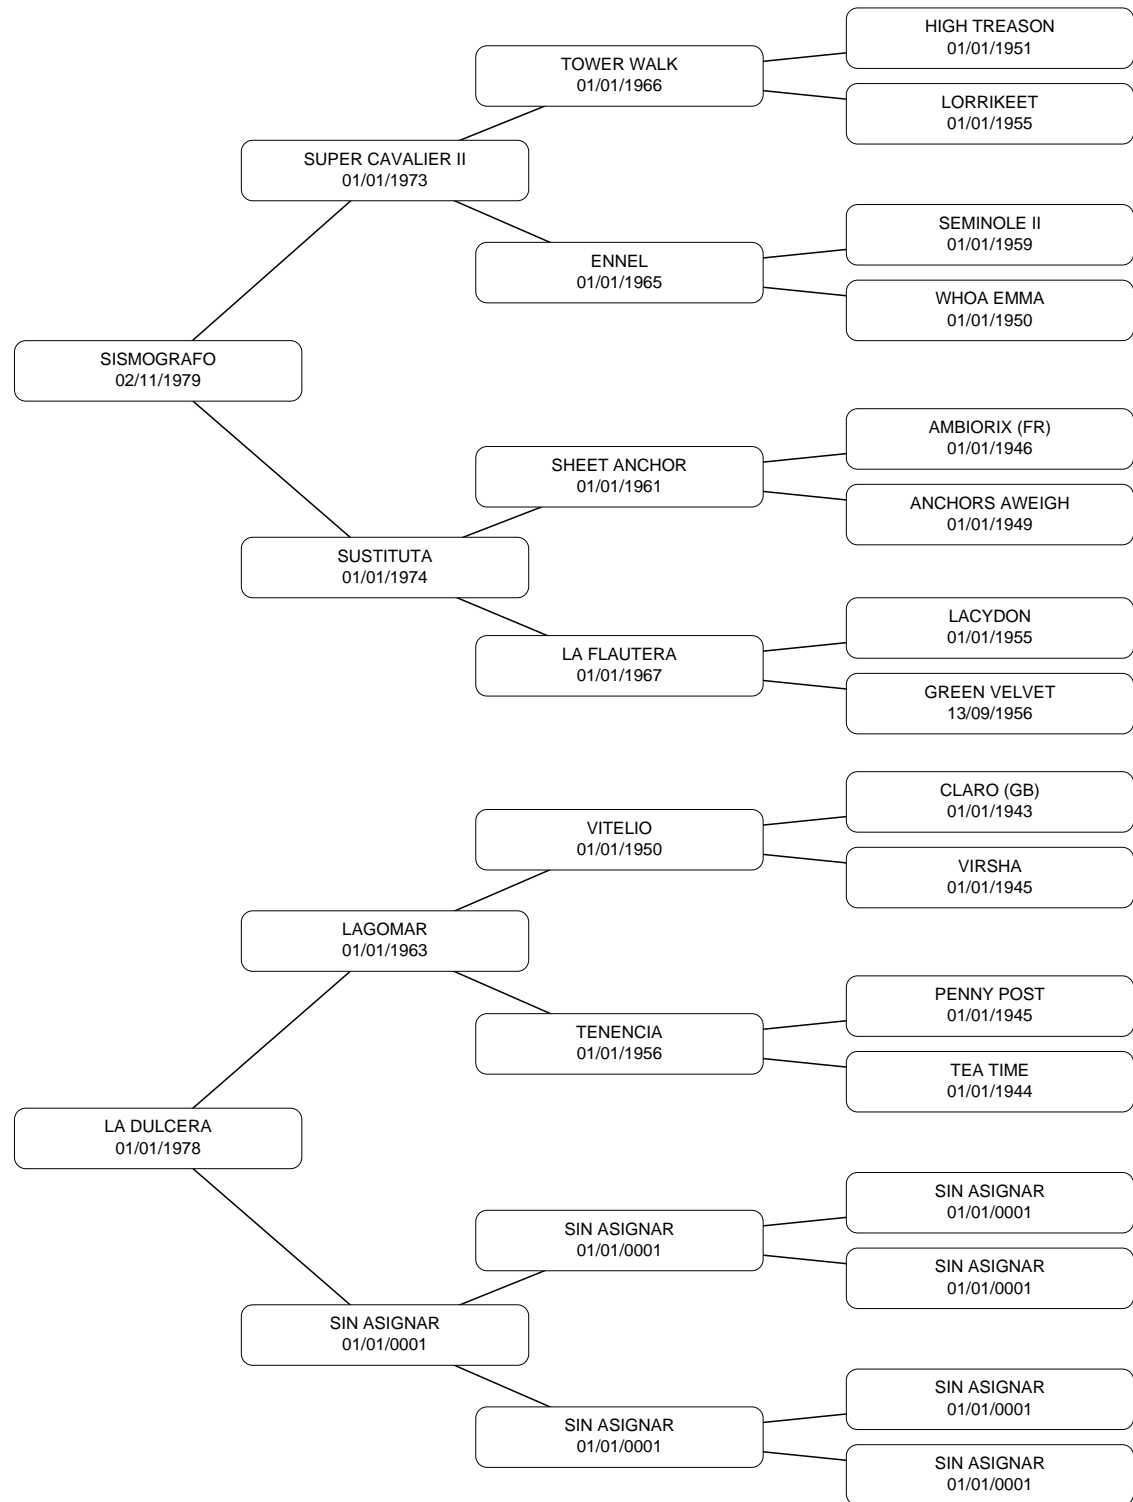 HIGH TREASON
01/01/1951
TOWER WALK
01/01/1966
LORRIKEET
01/01/1955
SUPER CAVALIER II
01/01/1973
SEMINOLE II
01/01/1959
ENNEL
01/01/1965
WHOA EMMA
01/01/1950
SISMOGRAFO
02/11/1979
AMBIORIX (FR)
01/01/1946
SHEET ANCHOR
01/01/1961
ANCHORS AWEIGH
01/01/1949
SUSTITUTA
01/01/1974
LACYDON
01/01/1955
LA FLAUTERA
01/01/1967
GREEN VELVET
13/09/1956
CLARO (GB)
01/01/1943
VITELIO
01/01/1950
VIRSHA
01/01/1945
LAGOMAR
01/01/1963
PENNY POST
01/01/1945
TENENCIA
01/01/1956
TEA TIME
01/01/1944
LA DULCERA
01/01/1978
SIN ASIGNAR
01/01/0001
SIN ASIGNAR
01/01/0001
SIN ASIGNAR
01/01/0001
SIN ASIGNAR
01/01/0001
SIN ASIGNAR
01/01/0001
SIN ASIGNAR
01/01/0001
SIN ASIGNAR
01/01/0001